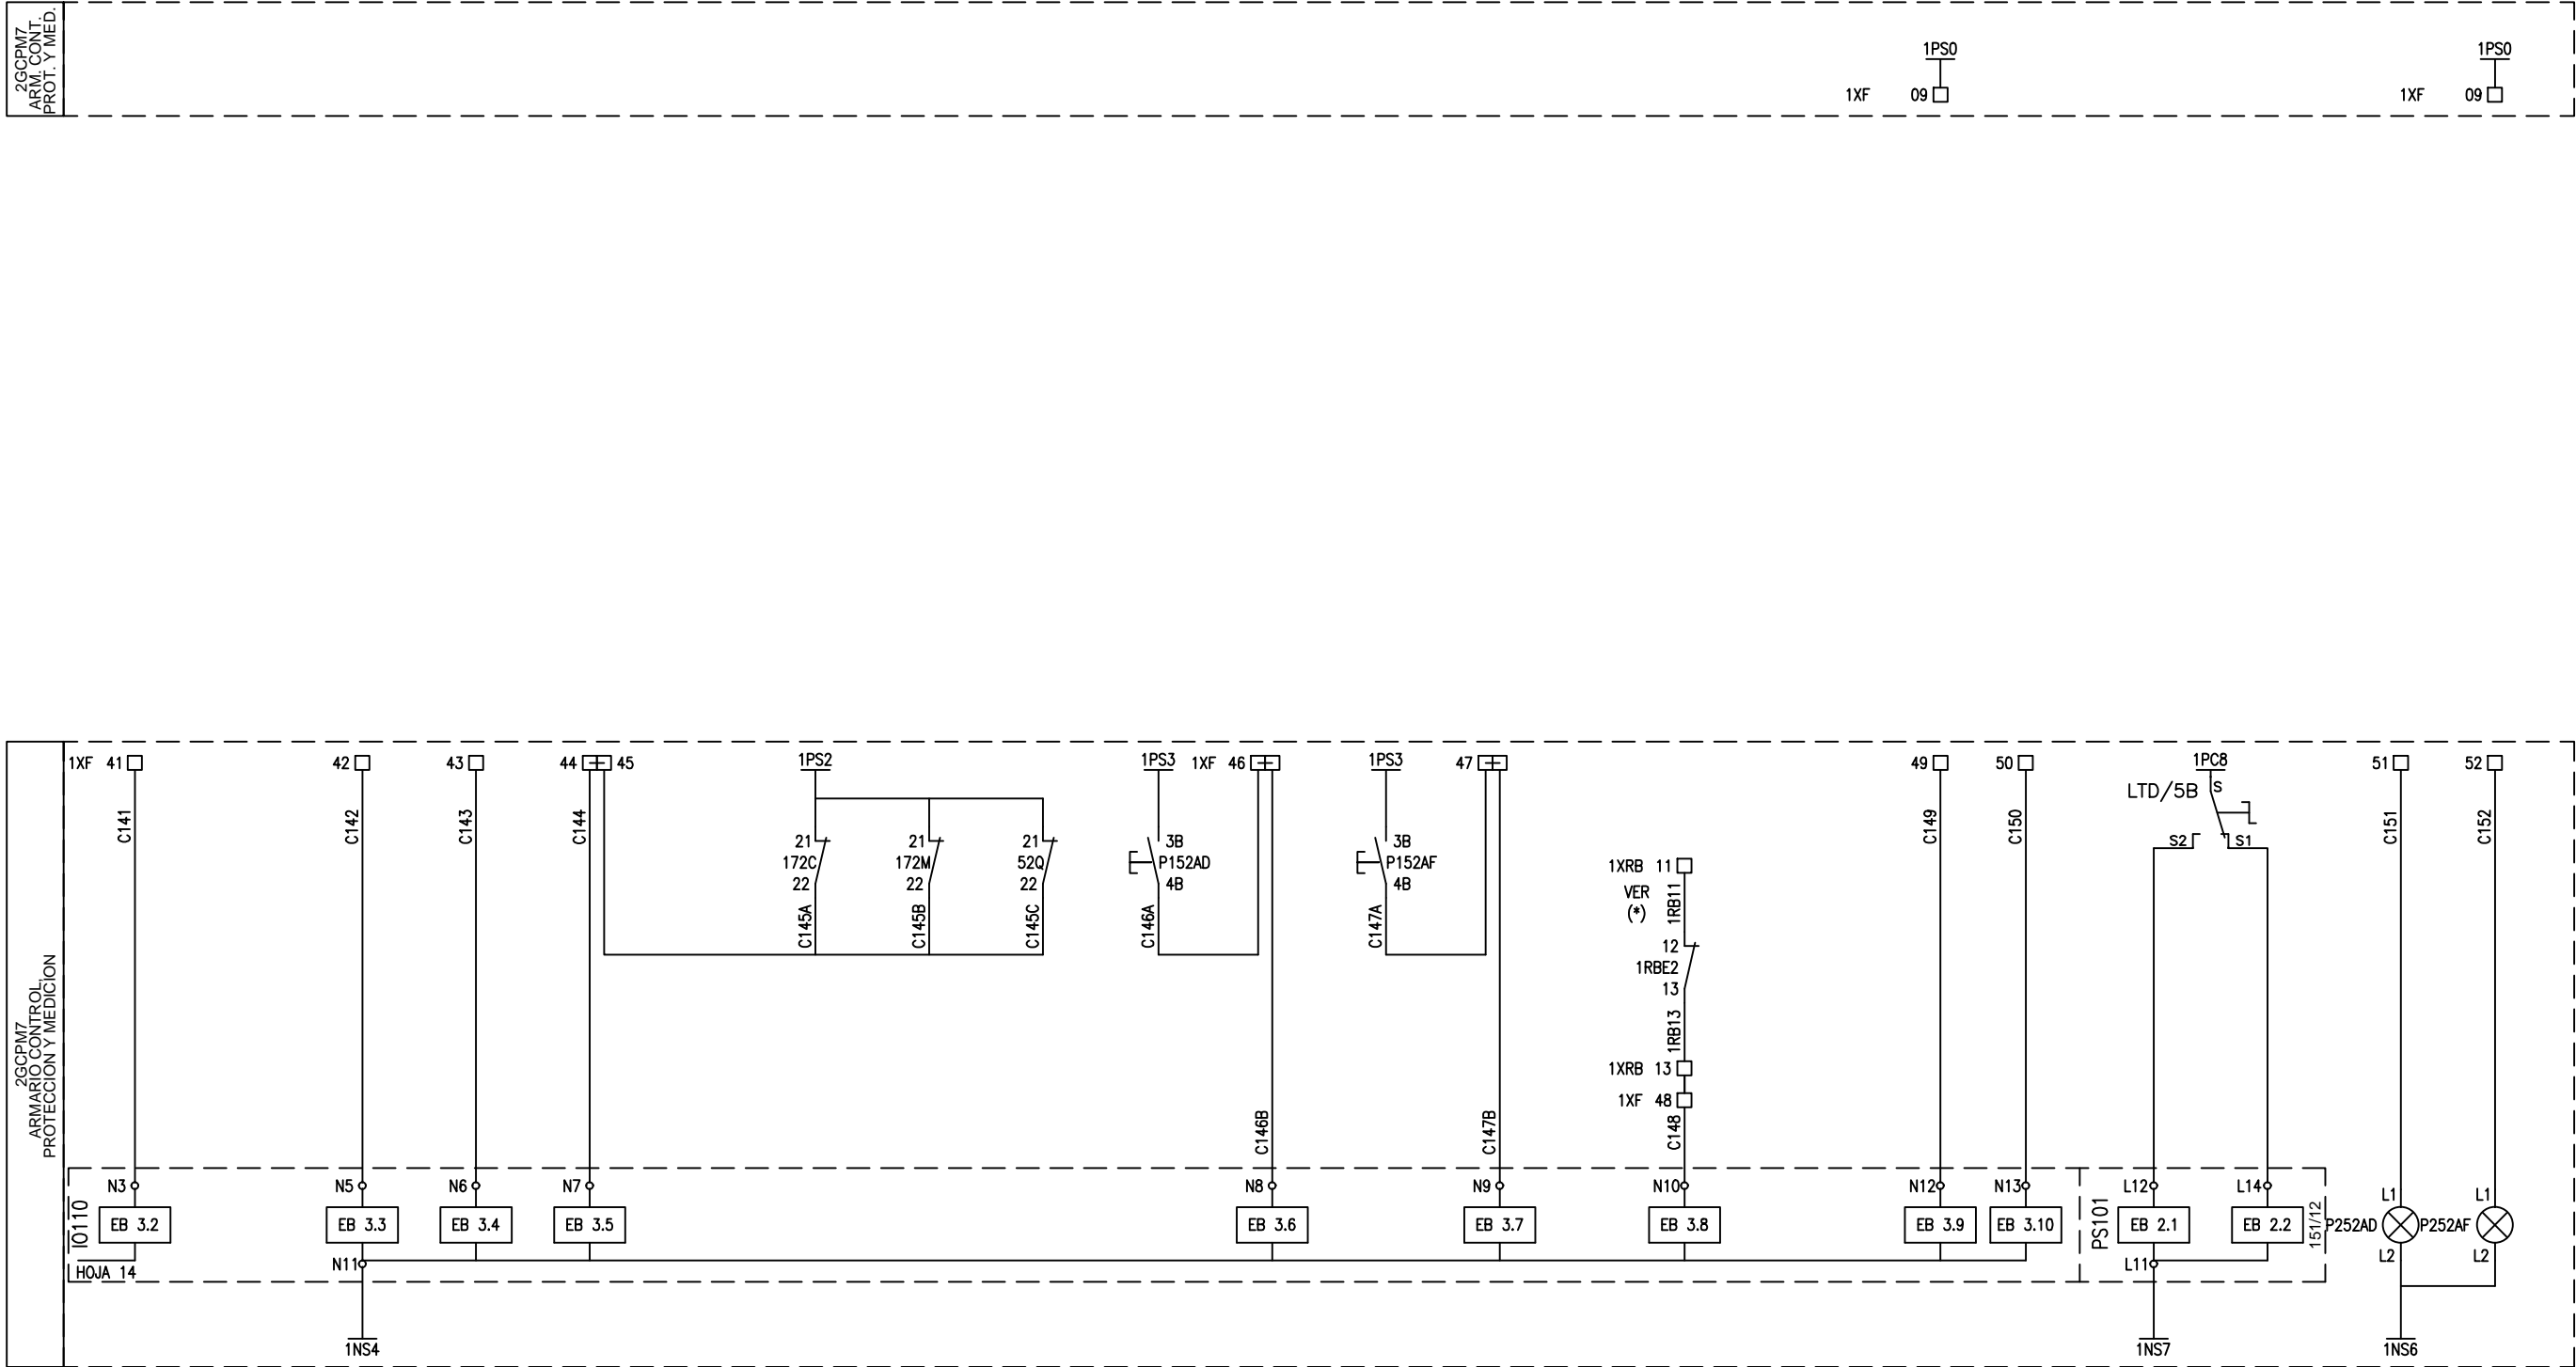 2GCPM7
ARM. CONT.
PROT. Y MED.
1PS0
1PS0
1XF 09
1XF 09
2GCPM7
ARMARIO CONTROL,
PROTECCION Y MEDICION
1XF 41
42
43
44 45
1PS2
1PS3
1XF 46
1PS3
47
49
50
1PC8
51
52
LTD/5B S
C141
C142
C143
C144
C149
C150
C151
C152
21
172C
22
21
172M
22
21
52Q
22
3B
P152AD
4B
3B
P152AF
4B
S2 S1
1XRB 11
VER
(*)
1RB11
C145A
C145B
C145C
C146A
C147A
12
1RBE2
13
1RB13
1XRB 13
1XF 48
C146B
C147B
C148
N3
N5
N6
N7
N8
N9
N10
N12
N13
L12
L14
L1
L1
IO110
EB 3.2
EB 3.3
EB 3.4
EB 3.5
EB 3.6
EB 3.7
EB 3.8
EB 3.9
EB 3.10
PS101
EB 2.1
EB 2.2
151/12
P252AD
P252AF
L2
L2
HOJA 14
N11
L11
1NS4
1NS7
1NS6